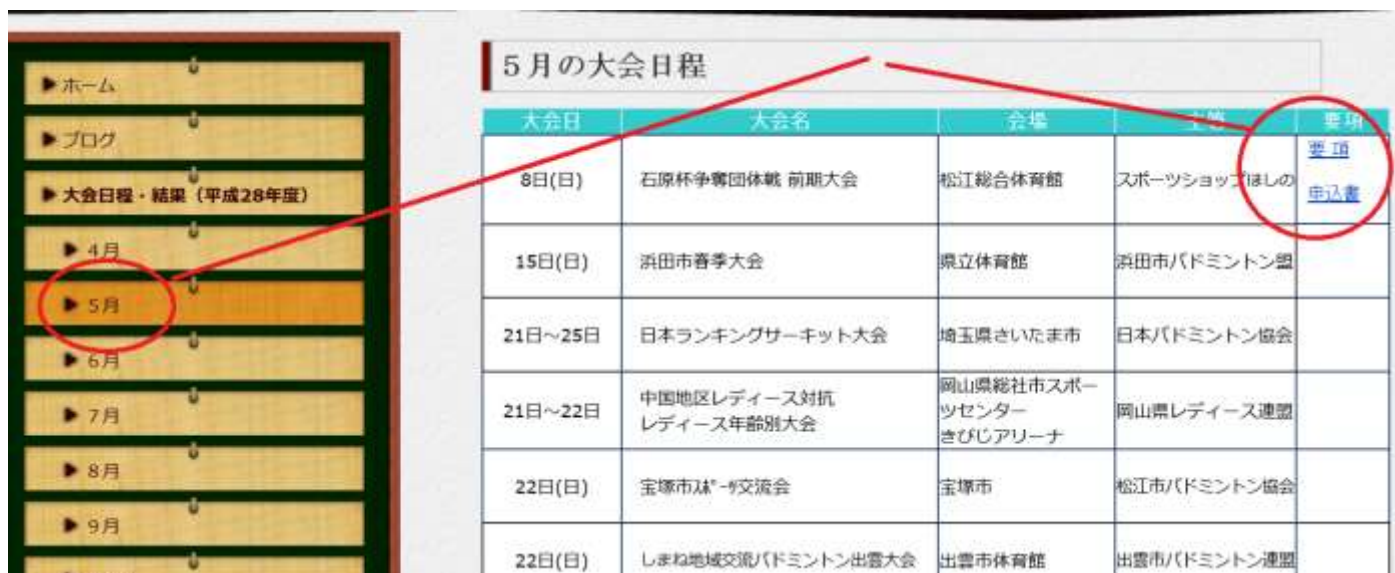 ▶ホーム
▶ブログ
▶大会日程・結果（平成28年度）
▶4月
▶5月
▶6月
▶7月
▶8月
▶9月
5月の大会日程
大会日 大会名 会場 主管 要項
8日(日) 石原杯争奪団体戦 前期大会 松江総合体育館 スポーツショップほしの 要項
申込書
15日(日) 浜田市春季大会 県立体育館 浜田市バドミントン盟
21日～25日 日本ランキングサーキット大会 埼玉県さいたま市 日本バドミントン協会
21日～22日 中国地区レディース対抗
レディース年齢別大会 岡山県総社市スポー
ツセンター
きびじアリーナ 岡山県レディース連盟
22日(日) 宝塚市ｽﾎﾟｰﾂ交流会 宝塚市 松江市バドミントン協会
22日(日) しまね地域交流バドミントン出雲大会 出雲市体育館 出雲市バドミントン連盟